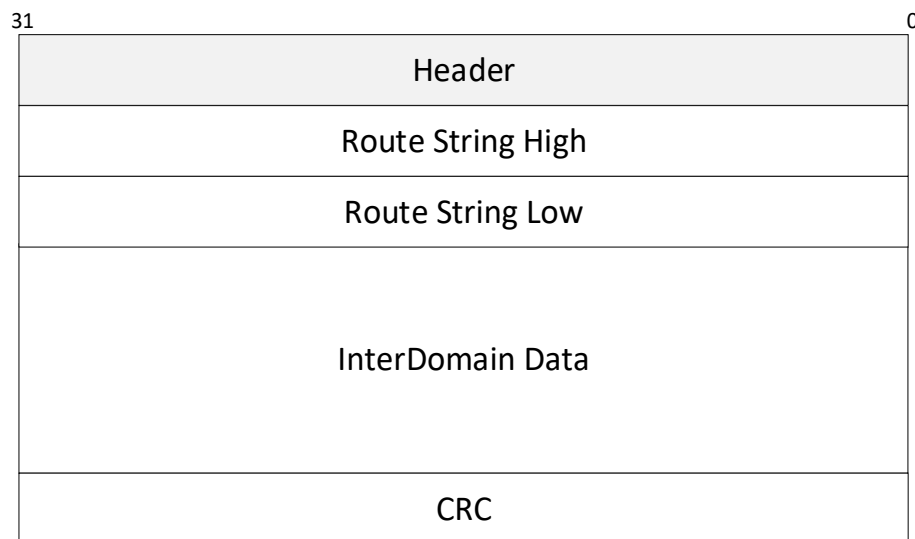 31 0
Header
Route String High
Route String Low
InterDomain Data
CRC